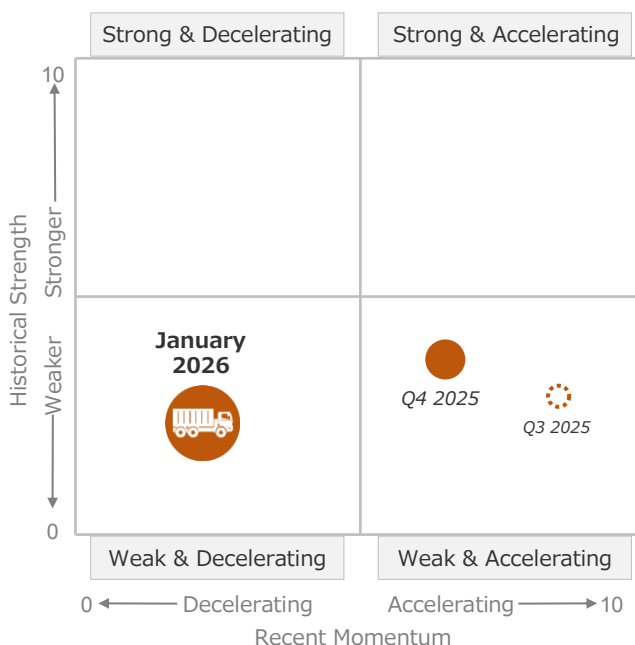 Strong & Decelerating
Strong & Accelerating
10
Historical Strength
Stronger
Weaker
January
2026
Q4 2025
Q3 2025
0
Weak & Decelerating
Weak & Accelerating
0
Decelerating
Accelerating
10
Recent Momentum